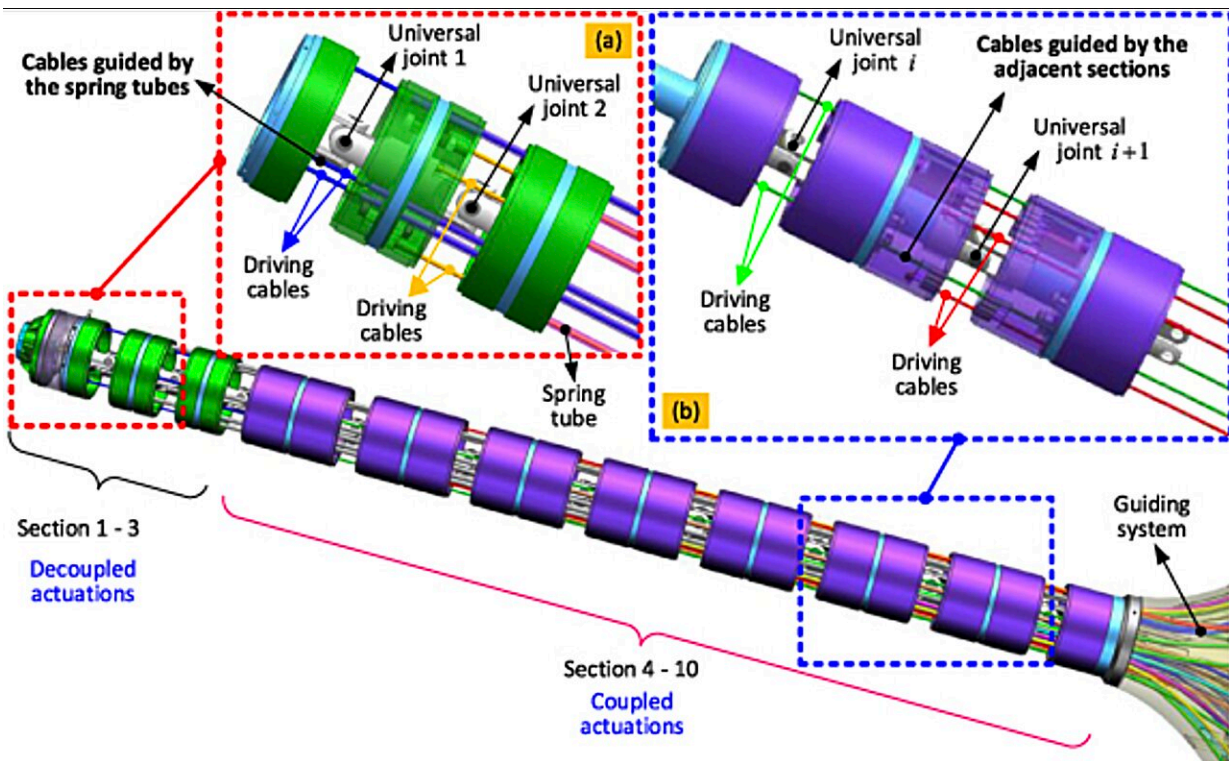 Cables guided by
the spring tubes
Universal
joint 1
(a)
Universal
joint 2
Driving
cables
Driving
cables
Spring
tube
Universal
joint i
Cables guided by the
adjacent sections
Universal
joint i+1
Driving
cables
Driving
cables
(b)
Guiding
system
Section 1 - 3
Decoupled
actuations
Section 4 - 10
Coupled
actuations